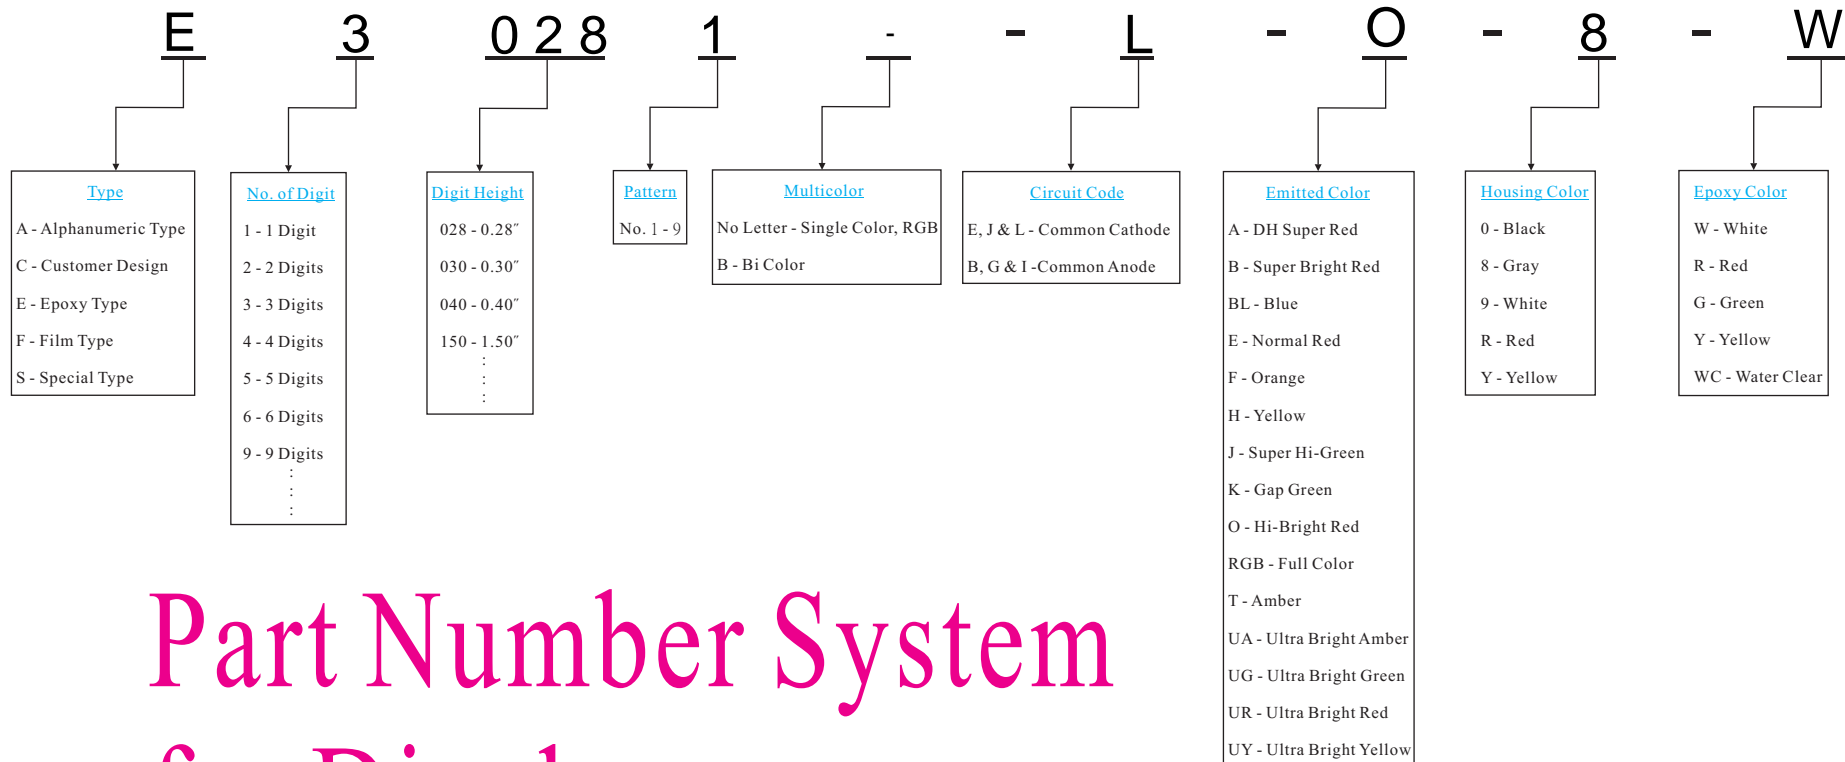 E 3 028 1 - - L - O - 8 - W
Type
A - Alphanumeric Type
C - Customer Design
E - Epoxy Type
F - Film Type
S - Special Type
No. of Digit
1 - 1 Digit
2 - 2 Digits
3 - 3 Digits
4 - 4 Digits
5 - 5 Digits
6 - 6 Digits
9 - 9 Digits
:
:
:
Digit Height
028 - 0.28″
030 - 0.30″
040 - 0.40″
150 - 1.50″
:
:
:
Pattern
No. 1 - 9
Multicolor
No Letter - Single Color, RGB
B - Bi Color
Circuit Code
E, J & L - Common Cathode
B, G & I -Common Anode
Emitted Color
A - DH Super Red
B - Super Bright Red
BL - Blue
E - Normal Red
F - Orange
H - Yellow
J - Super Hi-Green
K - Gap Green
O - Hi-Bright Red
RGB - Full Color
T - Amber
UA - Ultra Bright Amber
UG - Ultra Bright Green
UR - Ultra Bright Red
UY - Ultra Bright Yellow
Housing Color
0 - Black
8 - Gray
9 - White
R - Red
Y - Yellow
Epoxy Color
W - White
R - Red
G - Green
Y - Yellow
WC - Water Clear
Part Number System